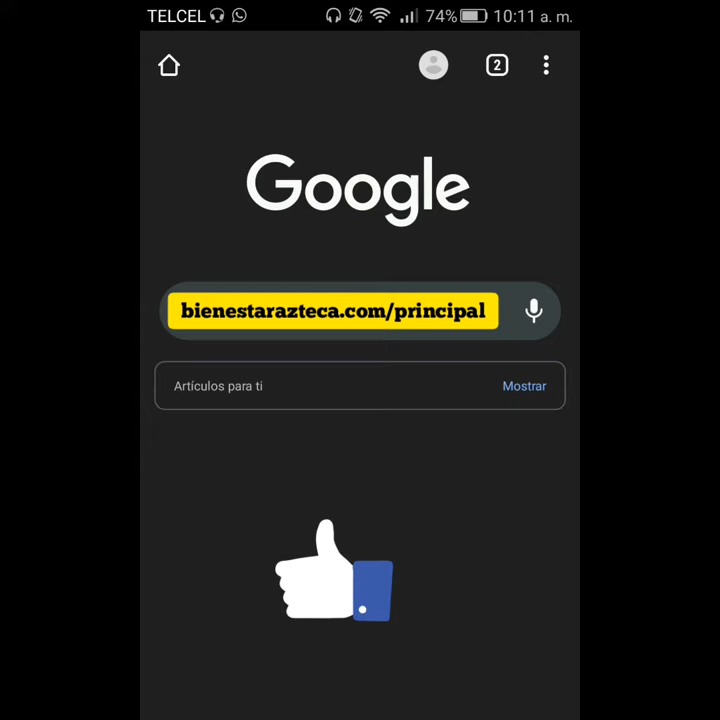 TELCEL 74% 10:11 a. m.
2
Google
bienestarazteca.com/principal
Artículos para ti Mostrar